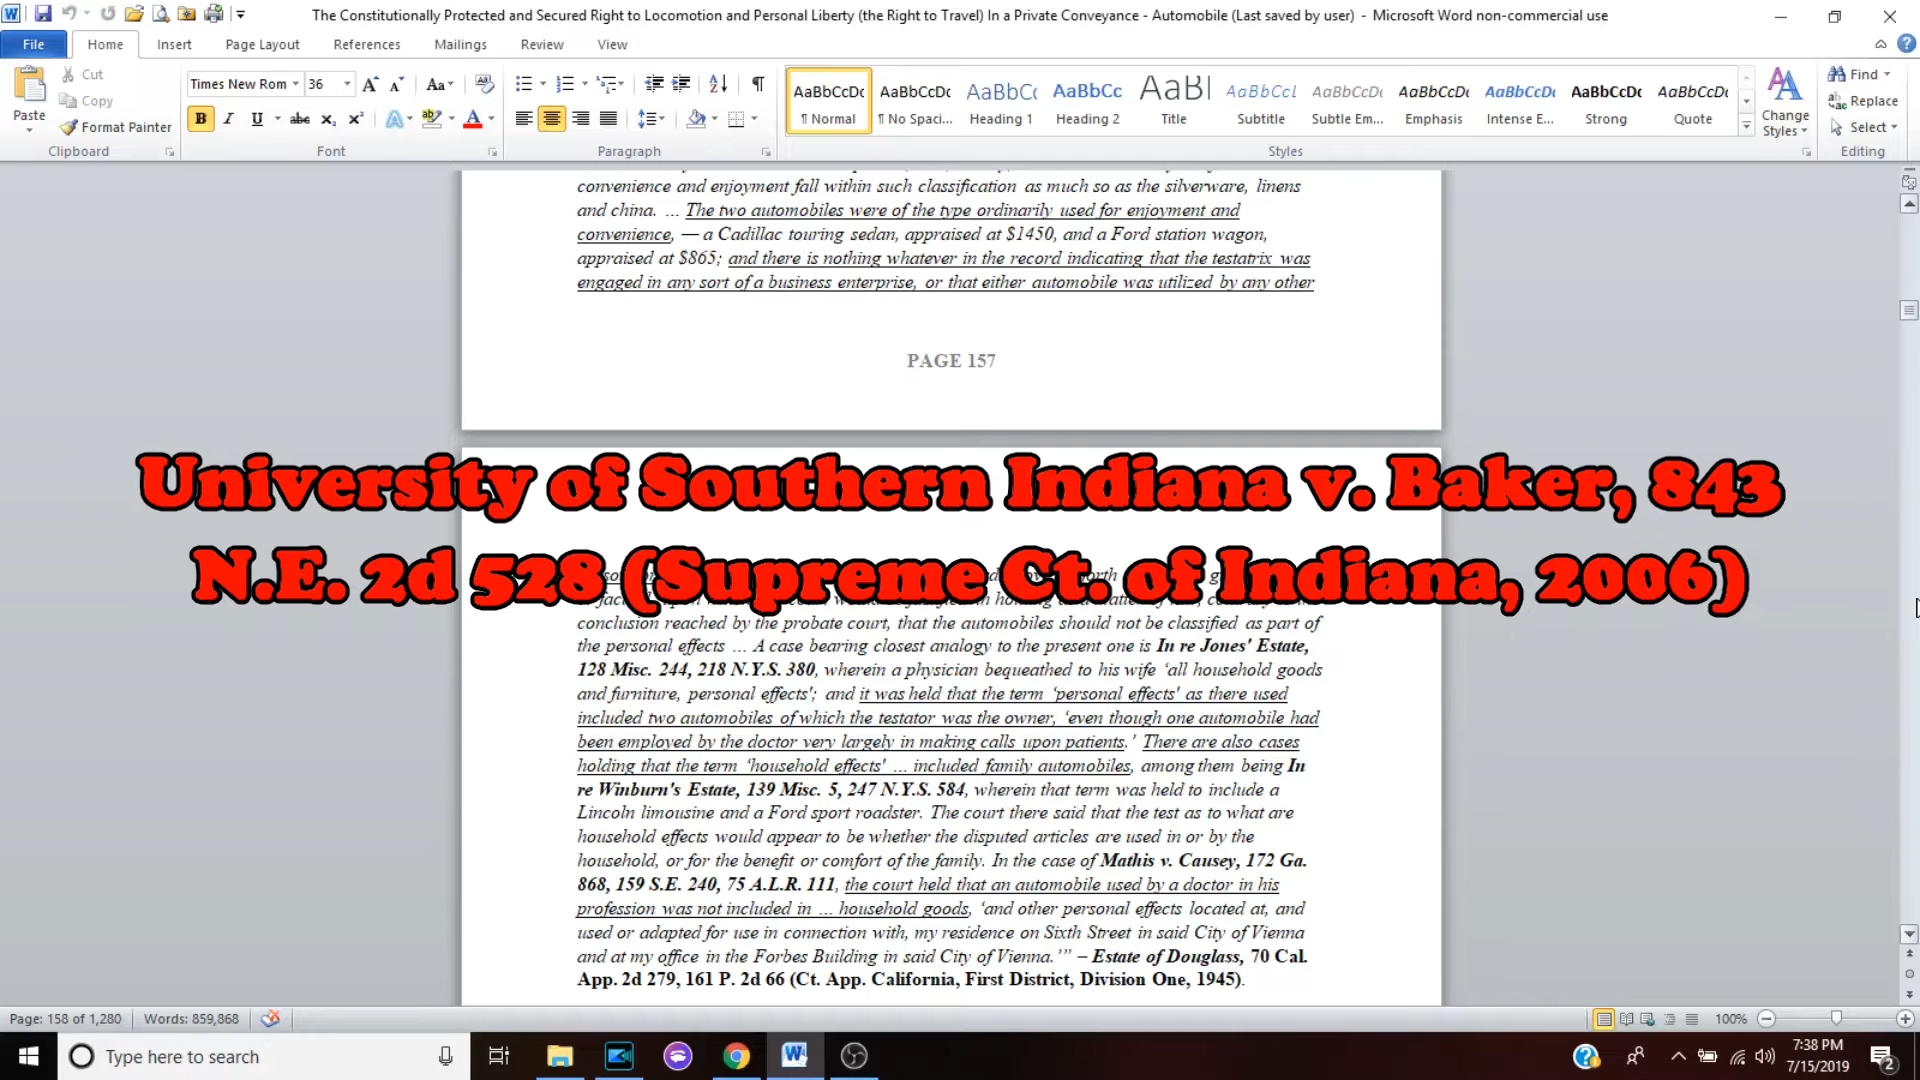 The Constitutionally Protected and Secured Right to Locomotion and Personal Liberty (the Right to Travel) In a Private Conveyance - Automobile (Last saved by user) - Microsoft Word non-commercial use
File Home Insert Page Layout References Mailings Review View
Paste
Cut
Copy
Format Painter
Clipboard
Times New Rom 36
Font
Paragraph
AaBbCcDc AaBbCcDc AaBbCc AaBbCc AaBl AaBbCcL AaBbCcDc AaBbCcDc AaBbCcDc AaBbCcDc AaBbCcDc
¶ Normal ¶ No Spaci... Heading 1 Heading 2 Title Subtitle Subtle Em... Emphasis Intense E... Strong Quote
Styles
Change Styles
Find
Replace
Select
Editing
convenience and enjoyment fall within such classification as much so as the silverware, linens
and china. … The two automobiles were of the type ordinarily used for enjoyment and
convenience, — a Cadillac touring sedan, appraised at $1450, and a Ford station wagon,
appraised at $865; and there is nothing whatever in the record indicating that the testatrix was
engaged in any sort of a business enterprise, or that either automobile was utilized by any other
PAGE 157
University of Southern Indiana v. Baker, 843
N.E. 2d 528 (Supreme Ct. of Indiana, 2006)
conclusion reached by the probate court, that the automobiles should not be classified as part of
the personal effects … A case bearing closest analogy to the present one is In re Jones' Estate,
128 Misc. 244, 218 N.Y.S. 380, wherein a physician bequeathed to his wife ‘all household goods
and furniture, personal effects'; and it was held that the term ‘personal effects' as there used
included two automobiles of which the testator was the owner, ‘even though one automobile had
been employed by the doctor very largely in making calls upon patients.’ There are also cases
holding that the term ‘household effects' … included family automobiles, among them being In
re Winburn's Estate, 139 Misc. 5, 247 N.Y.S. 584, wherein that term was held to include a
Lincoln limousine and a Ford sport roadster. The court there said that the test as to what are
household effects would appear to be whether the disputed articles are used in or by the
household, or for the benefit or comfort of the family. In the case of Mathis v. Causey, 172 Ga.
868, 159 S.E. 240, 75 A.L.R. 111, the court held that an automobile used by a doctor in his
profession was not included in … household goods, ‘and other personal effects located at, and
used or adapted for use in connection with, my residence on Sixth Street in said City of Vienna
and at my office in the Forbes Building in said City of Vienna.’” – Estate of Douglass, 70 Cal.
App. 2d 279, 161 P. 2d 66 (Ct. App. California, First District, Division One, 1945).
Page: 158 of 1,280 Words: 859,868 100%
Type here to search
7:38 PM
7/15/2019
2